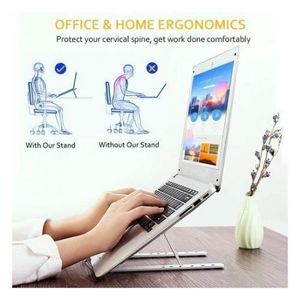 OFFICE & HOME ERGONOMICS
Protect your cervical spine, get work done comfortably
With Our Stand
Without Our Stand